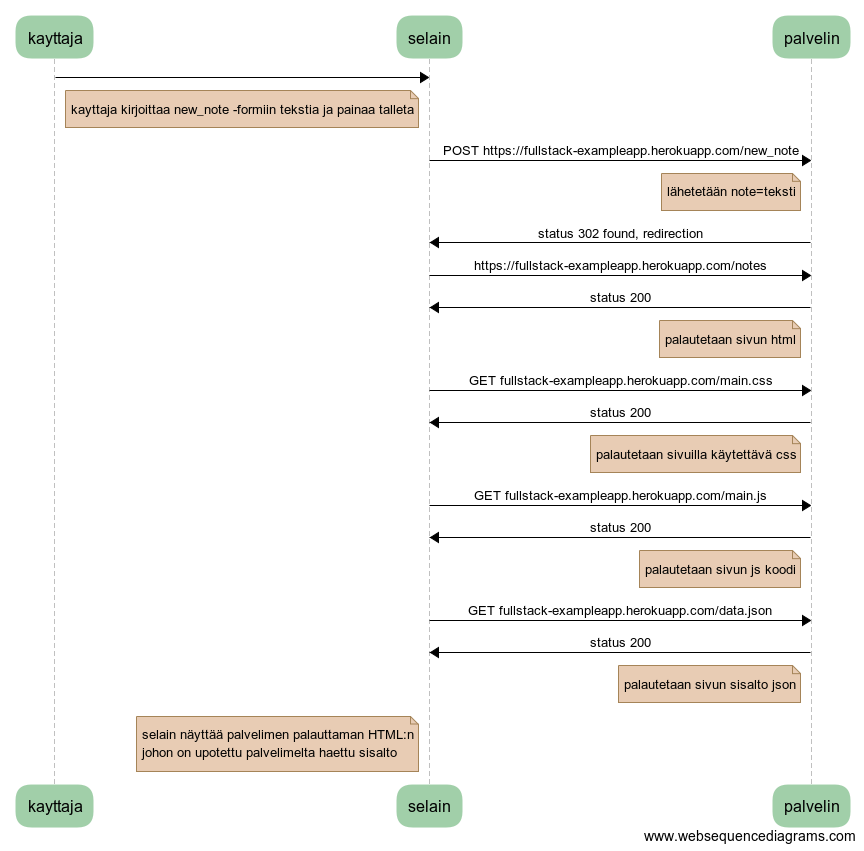 kayttaja
selain
palvelin
kayttaja kirjoittaa new_note -formiin tekstia ja painaa talleta
POST https://fullstack-exampleapp.herokuapp.com/new_note
lähetetään note=teksti
status 302 found, redirection
https://fullstack-exampleapp.herokuapp.com/notes
status 200
palautetaan sivun html
GET fullstack-exampleapp.herokuapp.com/main.css
status 200
palautetaan sivuilla käytettävä css
GET fullstack-exampleapp.herokuapp.com/main.js
status 200
palautetaan sivun js koodi
GET fullstack-exampleapp.herokuapp.com/data.json
status 200
palautetaan sivun sisalto json
selain näyttää palvelimen palauttaman HTML:n
johon on upotettu palvelimelta haettu sisalto
kayttaja
selain
palvelin
www.websequencediagrams.com